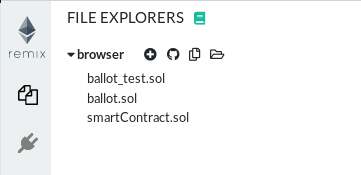 FILE EXPLORERS
remix
browser
ballot_test.sol
ballot.sol
smartContract.sol